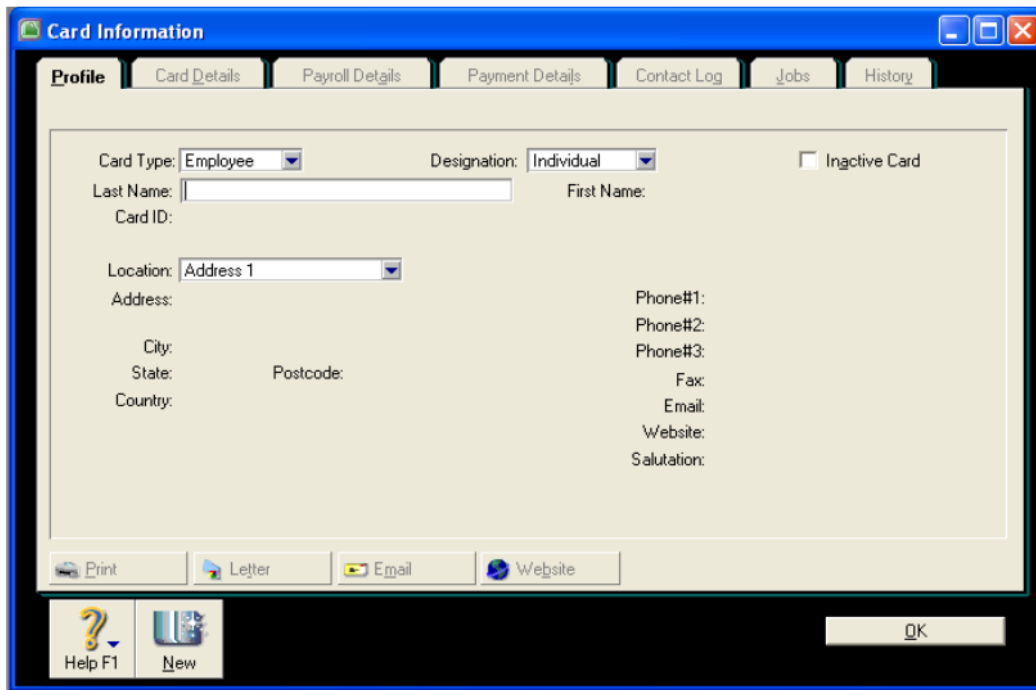 Card Information
Profile Card Details Payroll Details Payment Details Contact Log Jobs History
Card Type: Employee Designation: Individual Inactive Card
Last Name: First Name:
Card ID:
Location: Address 1
Address: Phone#1:
Phone#2:
City: Phone#3:
State: Postcode: Fax:
Country: Email:
Website:
Salutation:
Print Letter Email Website
Help F1 New OK